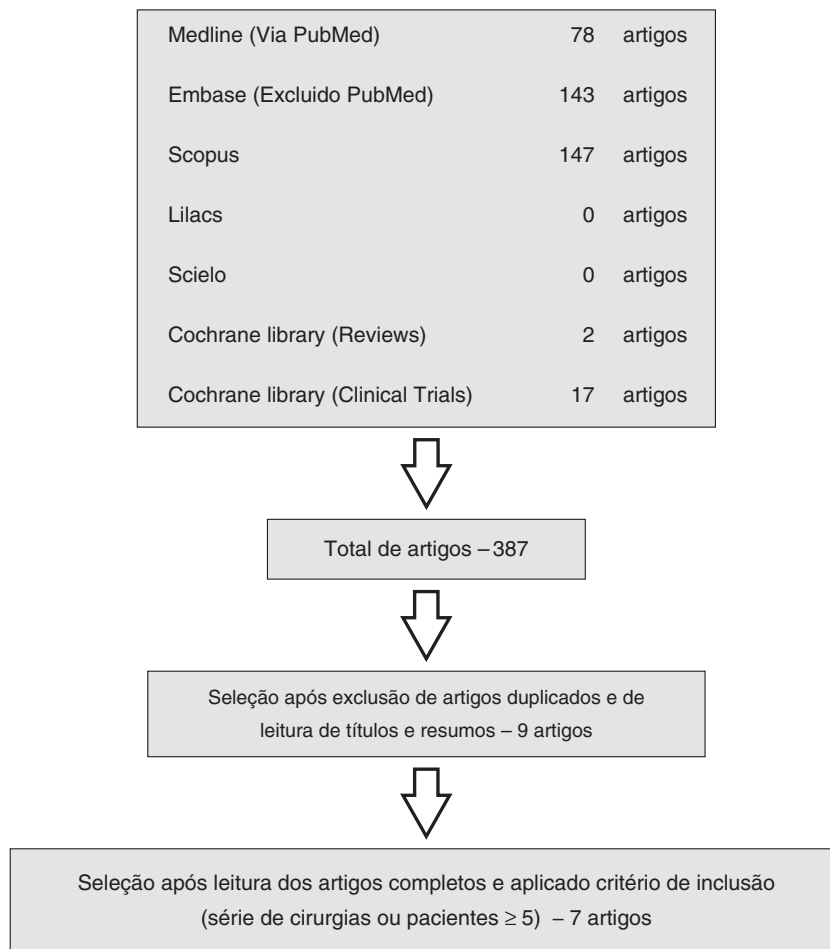 Medline (Via PubMed) 78 artigos
Embase (Excluido PubMed) 143 artigos
Scopus 147 artigos
Lilacs 0 artigos
Scielo 0 artigos
Cochrane library (Reviews) 2 artigos
Cochrane library (Clinical Trials) 17 artigos
Total de artigos – 387
Seleção após exclusão de artigos duplicados e de
leitura de títulos e resumos – 9 artigos
Seleção após leitura dos artigos completos e aplicado critério de inclusão
(série de cirurgias ou pacientes ≥ 5) – 7 artigos